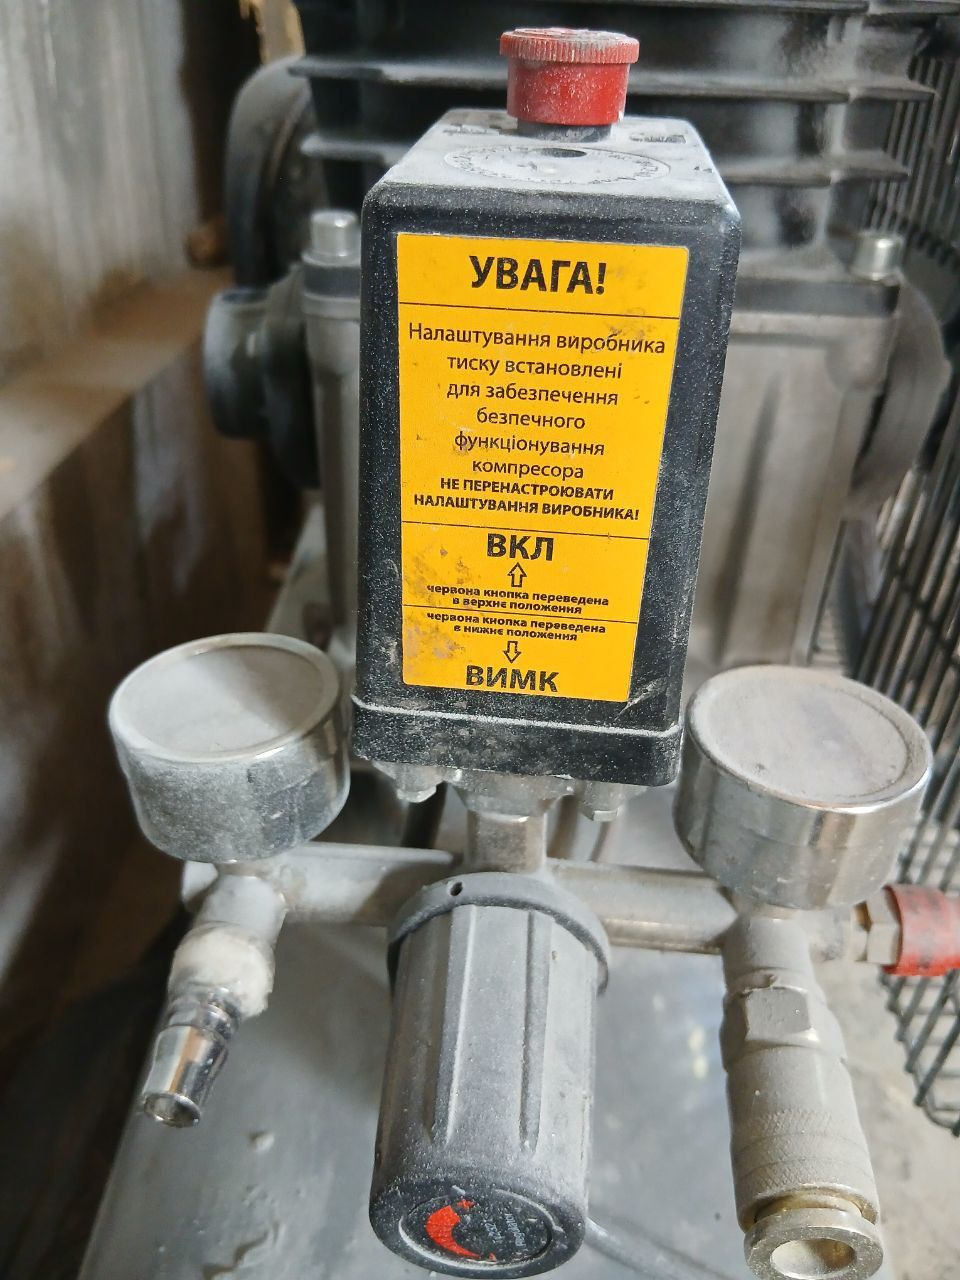 УВАГА!
Налаштування виробника
тиску встановлені
для забезпечення
безпечного
функціонування
компресора
НЕ ПЕРЕНАСТРОЮВАТИ
НАЛАШТУВАННЯ ВИРОБНИКА!
ВКЛ
червона кнопка переведена
в верхнє положення
червона кнопка переведена
в нижнє положення
ВИМК
regulator